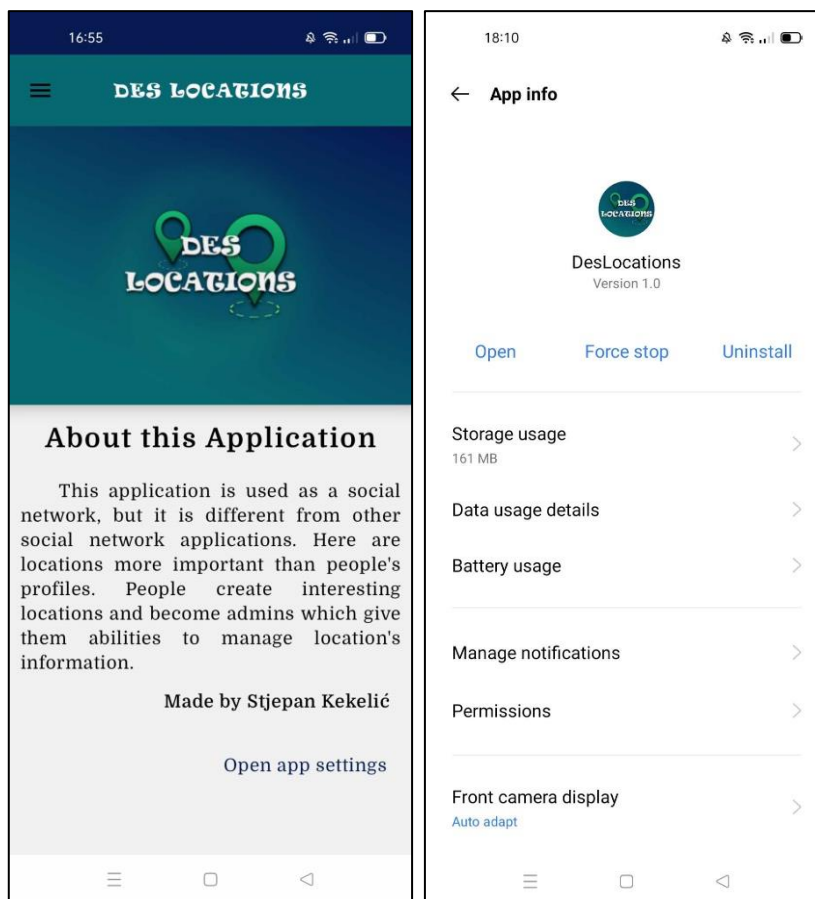 16:55
DES LOCATIONS
DES
LOCATIONS
About this Application
This application is used as a social
network, but it is different from other
social network applications. Here are
locations more important than people's
profiles. People create interesting
locations and become admins which give
them abilities to manage location's
information.
Made by Stjepan Kekelić
Open app settings
18:10
App info
DES
LOCATIONS
DesLocations
Version 1.0
Open Force stop Uninstall
Storage usage
161 MB
Data usage details
Battery usage
Manage notifications
Permissions
Front camera display
Auto adapt